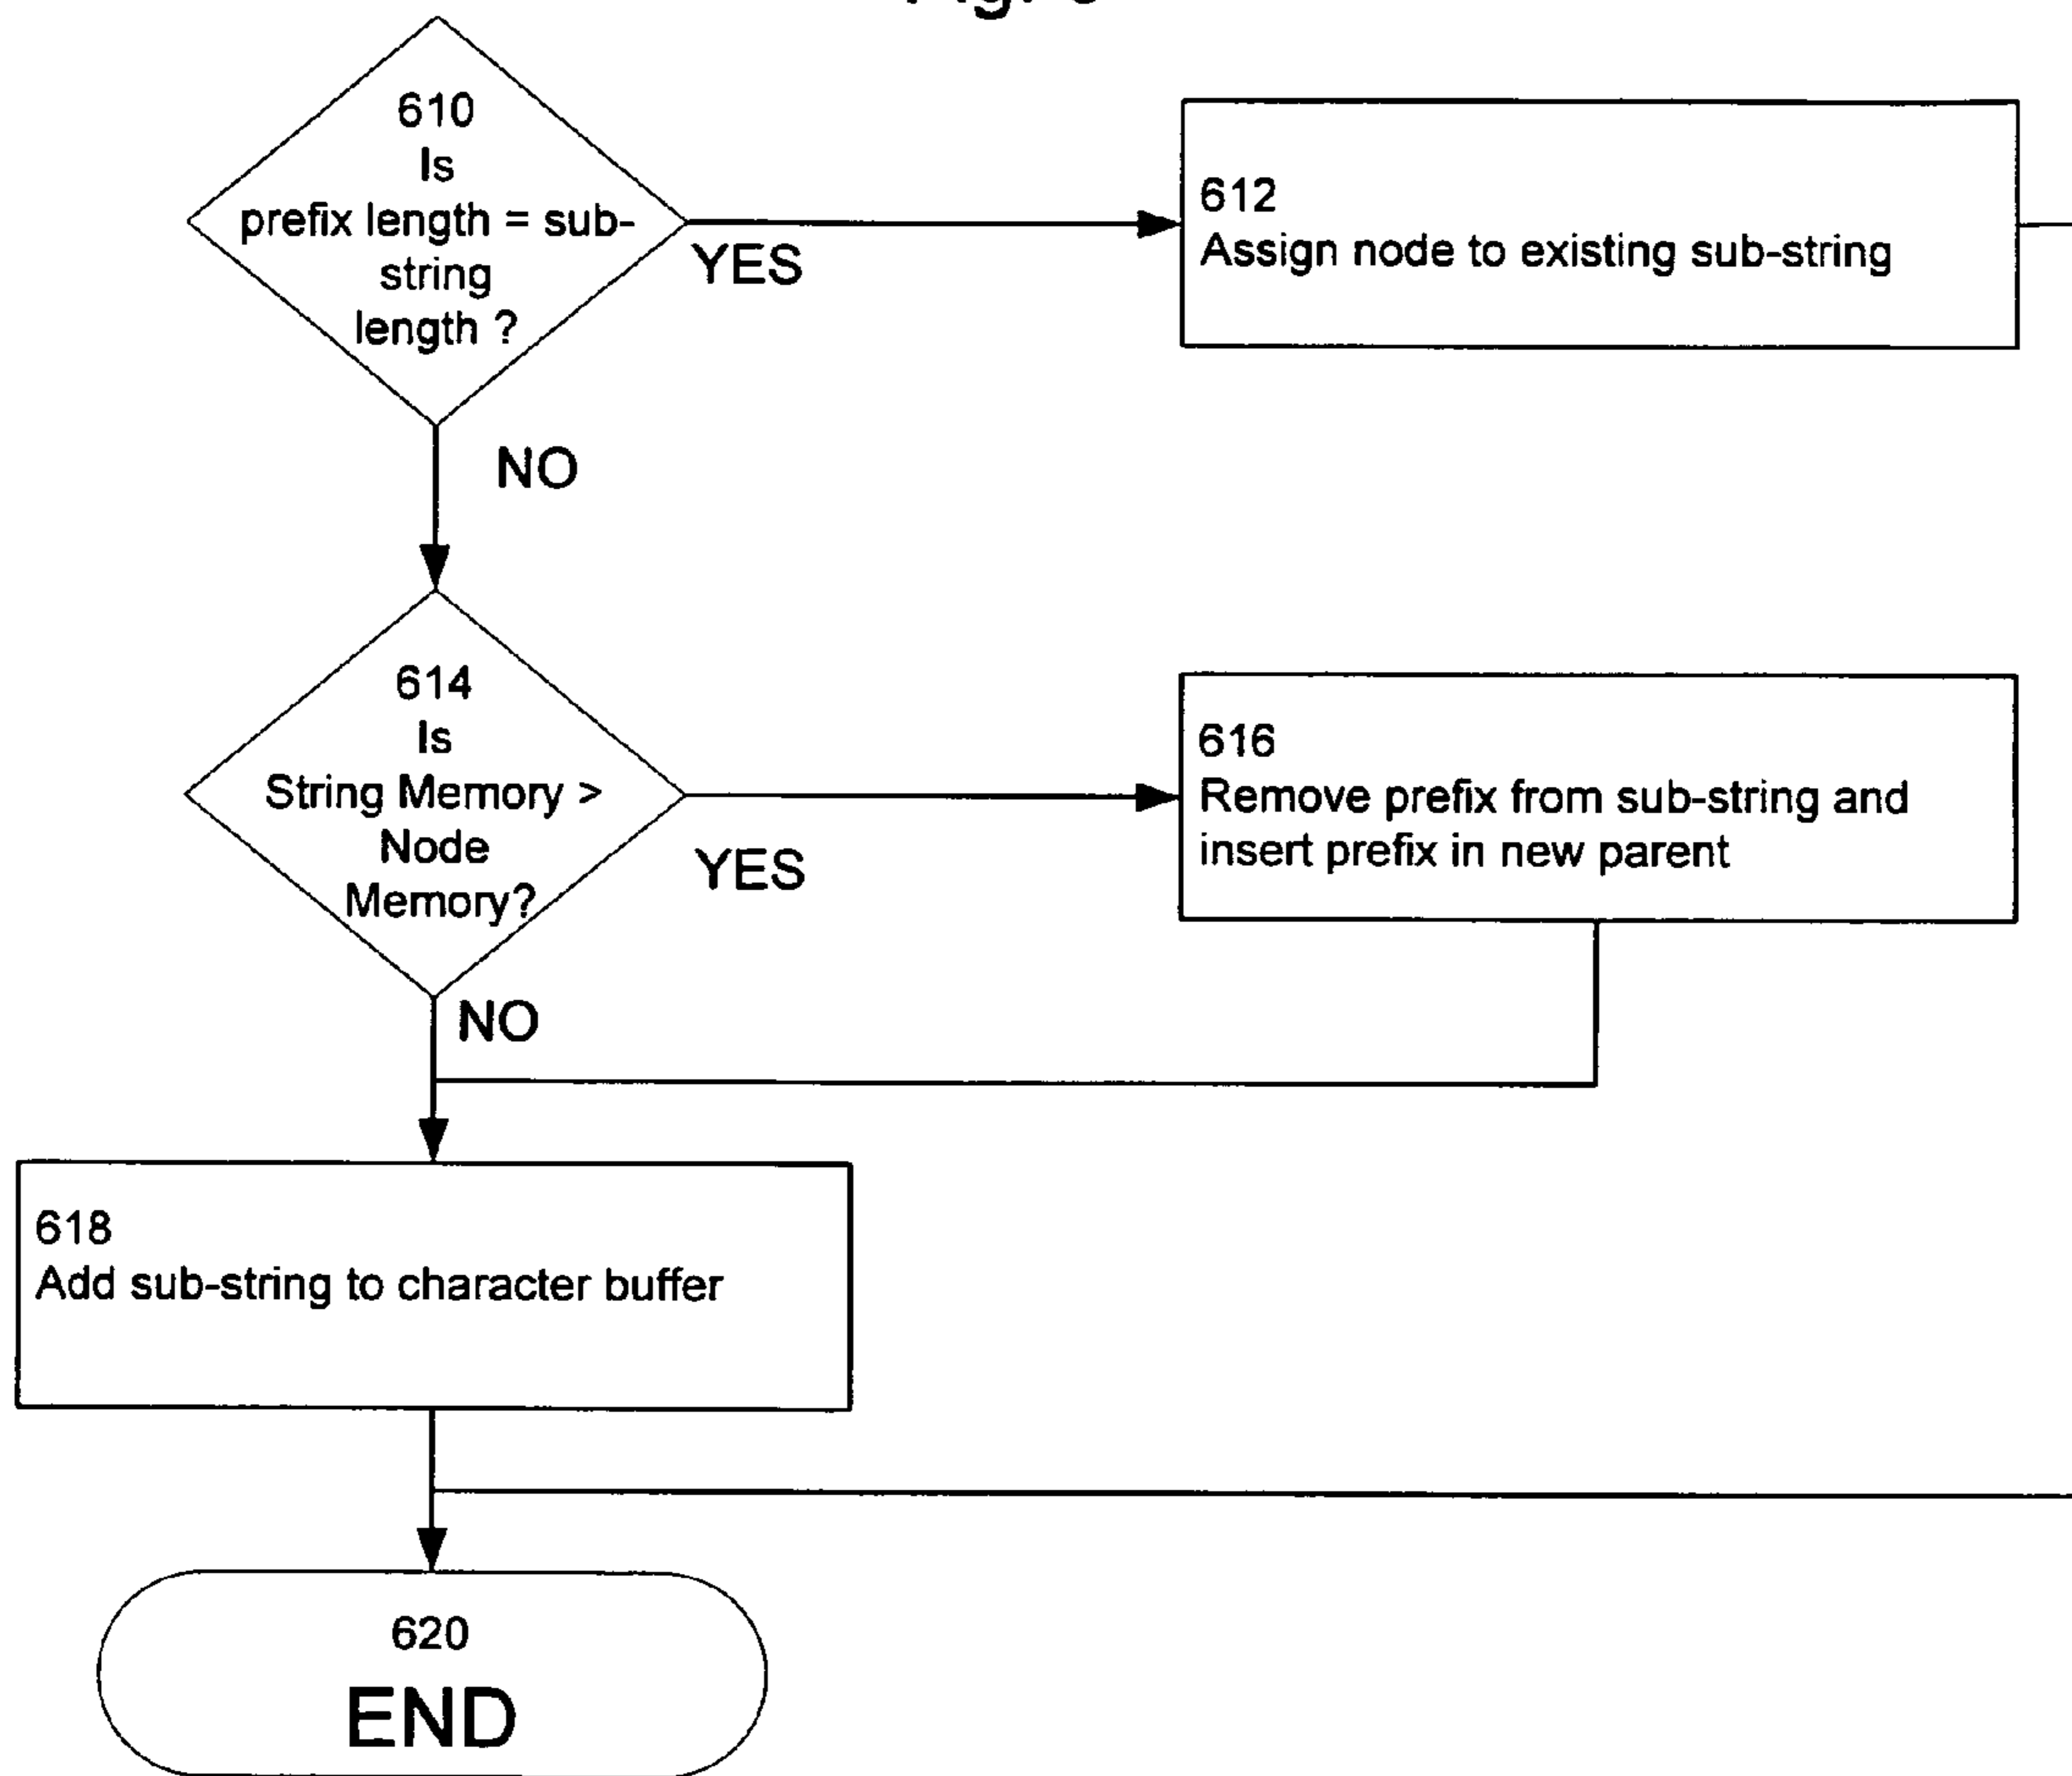 610
Is
prefix length = sub-
string
length ?
YES
612
Assign node to existing sub-string
NO
614
Is
String Memory >
Node
Memory?
YES
616
Remove prefix from sub-string and
insert prefix in new parent
NO
618
Add sub-string to character buffer
620
END